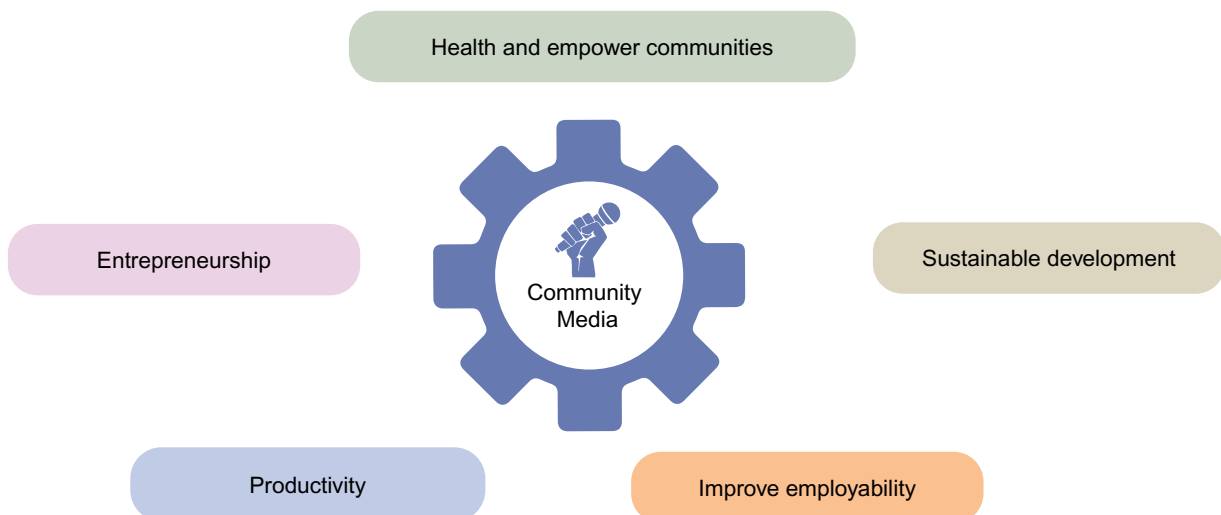 Health and empower communities
Entrepreneurship
Sustainable development
Community
Media
Productivity
Improve employability